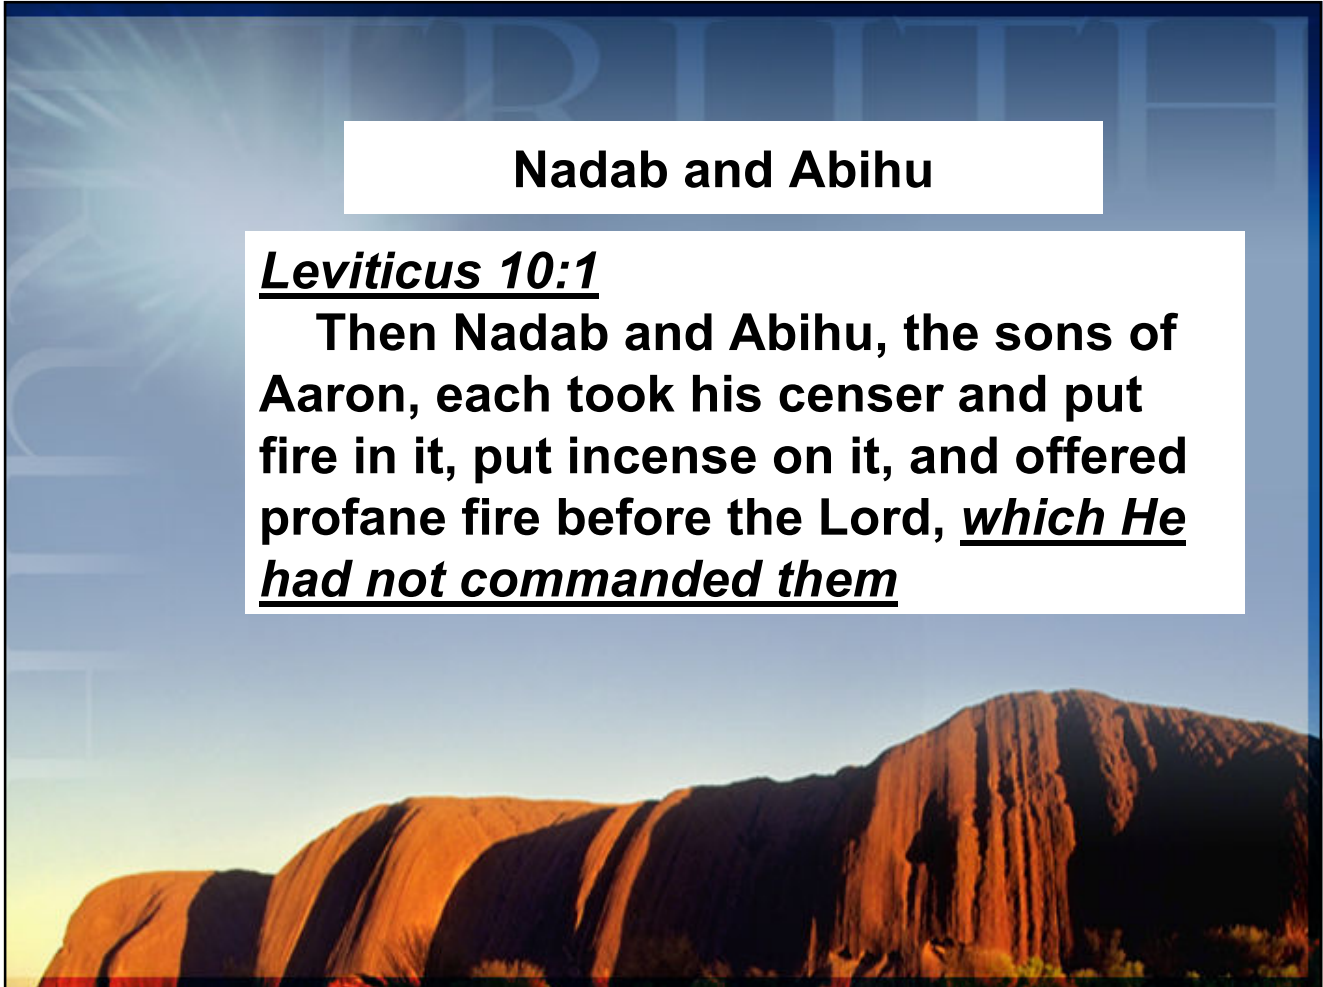 TRUTH
Nadab and Abihu
Leviticus 10:1
Then Nadab and Abihu, the sons of
Aaron, each took his censer and put
fire in it, put incense on it, and offered
profane fire before the Lord, which He
had not commanded them